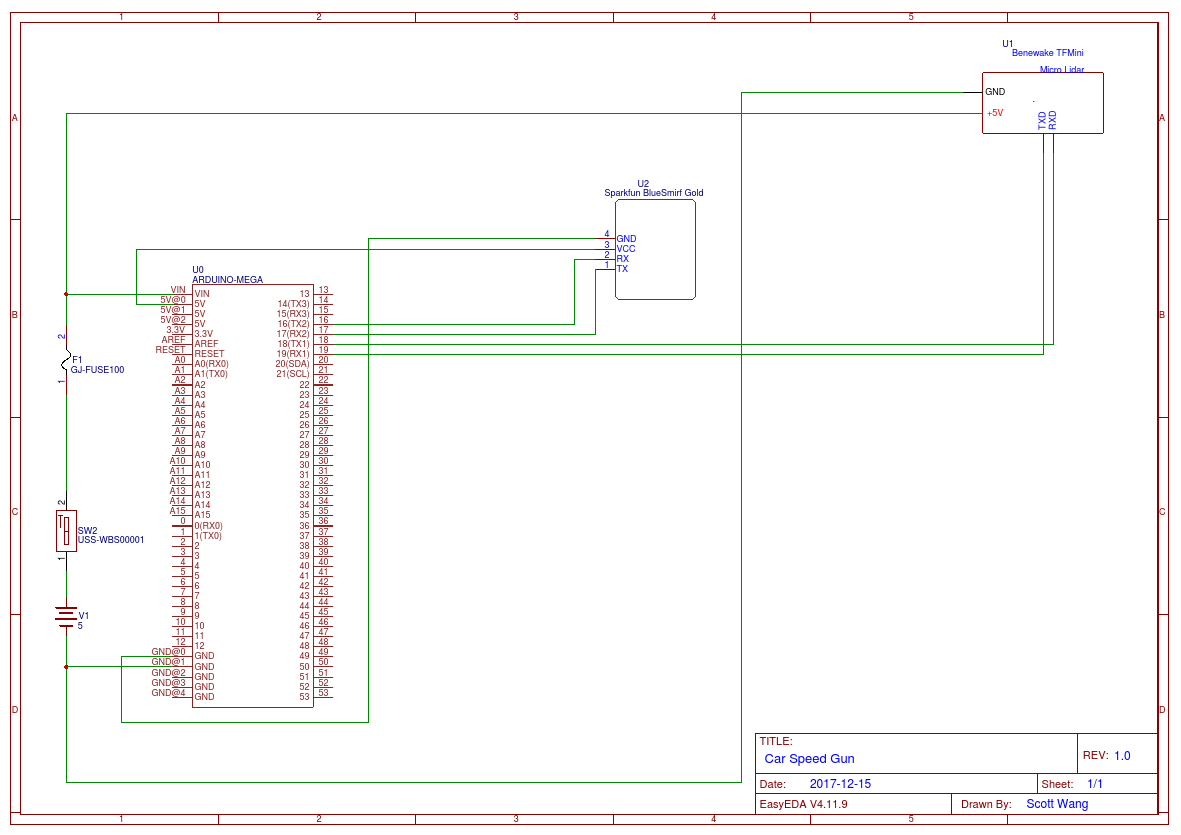 1 2 3 4 5
A
B
C
D
A
B
C
D
U1
Benewake TFMini
Micro Lidar
GND
+5V
TXD
RXD
U2
Sparkfun BlueSmirf Gold
4 GND
3 VCC
2 RX
1 TX
U0
ARDUINO-MEGA
VIN VIN 13 13
5V@0 5V 14(TX3) 14
5V@1 5V 15(RX3) 15
5V@2 5V 16(TX2) 16
3.3V 3.3V 17(RX2) 17
AREF AREF 18(TX1) 18
RESET RESET 19(RX1) 19
A0 A0(RX0) 20(SDA) 20
A1 A1(TX0) 21(SCL) 21
A2 A2 22 22
A3 A3 23 23
A4 A4 24 24
A5 A5 25 25
A6 A6 26 26
A7 A7 27 27
A8 A8 28 28
A9 A9 29 29
A10 A10 30 30
A11 A11 31 31
A12 A12 32 32
A13 A13 33 33
A14 A14 34 34
A15 A15 35 35
0 0(RX0) 36 36
1 1(TX0) 37 37
2 2 38 38
3 3 39 39
4 4 40 40
5 5 41 41
6 6 42 42
7 7 43 43
8 8 44 44
9 9 45 45
10 10 46 46
11 11 47 47
12 12 48 48
GND@0 GND 49 49
GND@1 GND 50 50
GND@2 GND 51 51
GND@3 GND 52 52
GND@4 GND 53 53
2
F1
GJ-FUSE100
1
2
SW2
USS-WBS00001
1
V1
5
TITLE:
Car Speed Gun
REV: 1.0
Date: 2017-12-15
Sheet: 1/1
EasyEDA V4.11.9
Drawn By: Scott Wang
1 2 3 4 5